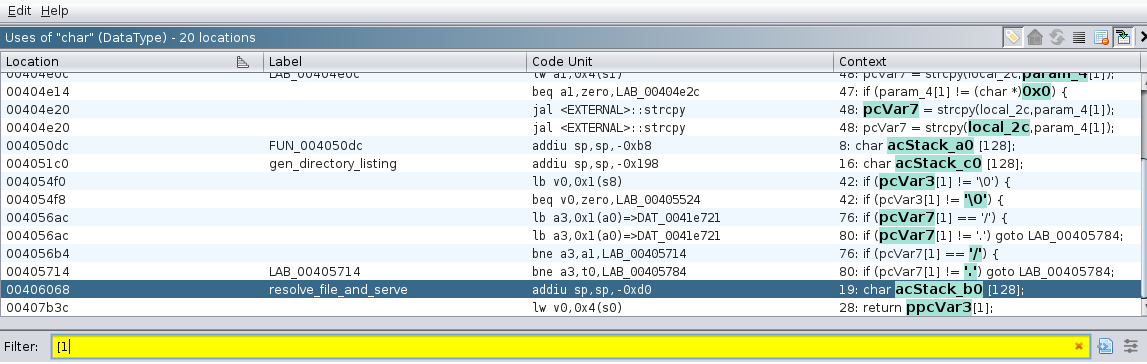 Edit Help
Uses of "char" (DataType) - 20 locations
Location Label Code Unit Context
00404e0c LAB_00404e0c lw a1,0x4(s1) 48: pcVar7 = strcpy(local_2c,param_4[1]);
00404e14 beq a1,zero,LAB_00404e2c 47: if (param_4[1] != (char *)0x0) {
00404e20 jal <EXTERNAL>::strcpy 48: pcVar7 = strcpy(local_2c,param_4[1]);
00404e20 jal <EXTERNAL>::strcpy 48: pcVar7 = strcpy(local_2c,param_4[1]);
004050dc FUN_004050dc addiu sp,sp,-0xb8 8: char acStack_a0 [128];
004051c0 gen_directory_listing addiu sp,sp,-0x198 16: char acStack_c0 [128];
004054f0 lb v0,0x1(s8) 42: if (pcVar3[1] != '\0') {
004054f8 beq v0,zero,LAB_00405524 42: if (pcVar3[1] != '\0') {
004056ac lb a3,0x1(a0)=>DAT_0041e721 76: if (pcVar7[1] == '/') {
004056ac lb a3,0x1(a0)=>DAT_0041e721 80: if (pcVar7[1] != '.') goto LAB_00405784;
004056b4 bne a3,a1,LAB_00405714 76: if (pcVar7[1] == '/') {
00405714 LAB_00405714 bne a3,t0,LAB_00405784 80: if (pcVar7[1] != '.') goto LAB_00405784;
00406068 resolve_file_and_serve addiu sp,sp,-0xd0 19: char acStack_b0 [128];
00407b3c lw v0,0x4(s0) 28: return ppcVar3[1];
Filter: [1